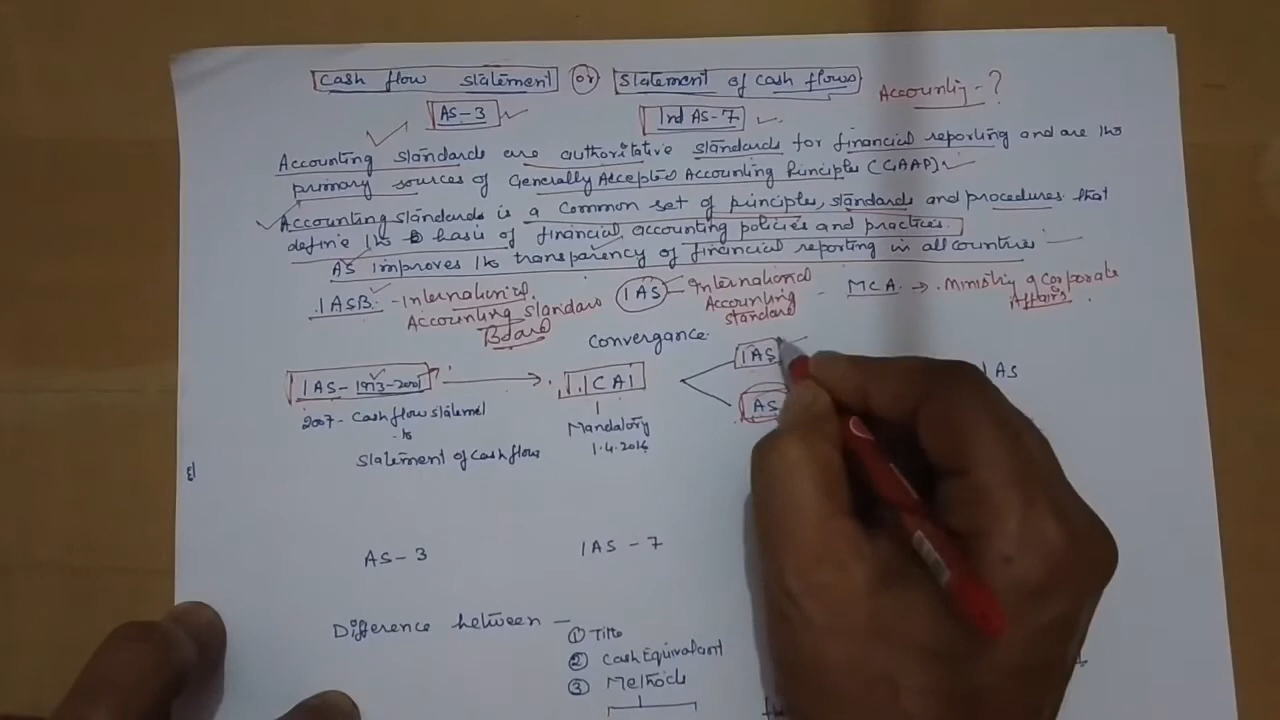 Cash flow statement or Statement of cash flows Accounting - ?
AS-3 Ind AS-7
Accounting standards are authoritative standards for financial reporting and are the
primary sources of Generally Accepted Accounting Principles (GAAP)
Accounting standards is a common set of principles, standards and procedures that
define the basis of financial accounting policies and practices.
AS improves the transparency of financial reporting in all countries
IASB - International Accounting Standards Board
IAS - International Accounting Standard
MCA → Ministry of Corporate Affairs
Convergance
IAS - 1973-2001 → ICAI IAS
AS
IAS
2007 - Cash flow statement
to
Statement of cash flow
Mandatory
1.4.2016
AS-3 IAS-7
Difference between -
① Title
② Cash Equivalent
③ Methods